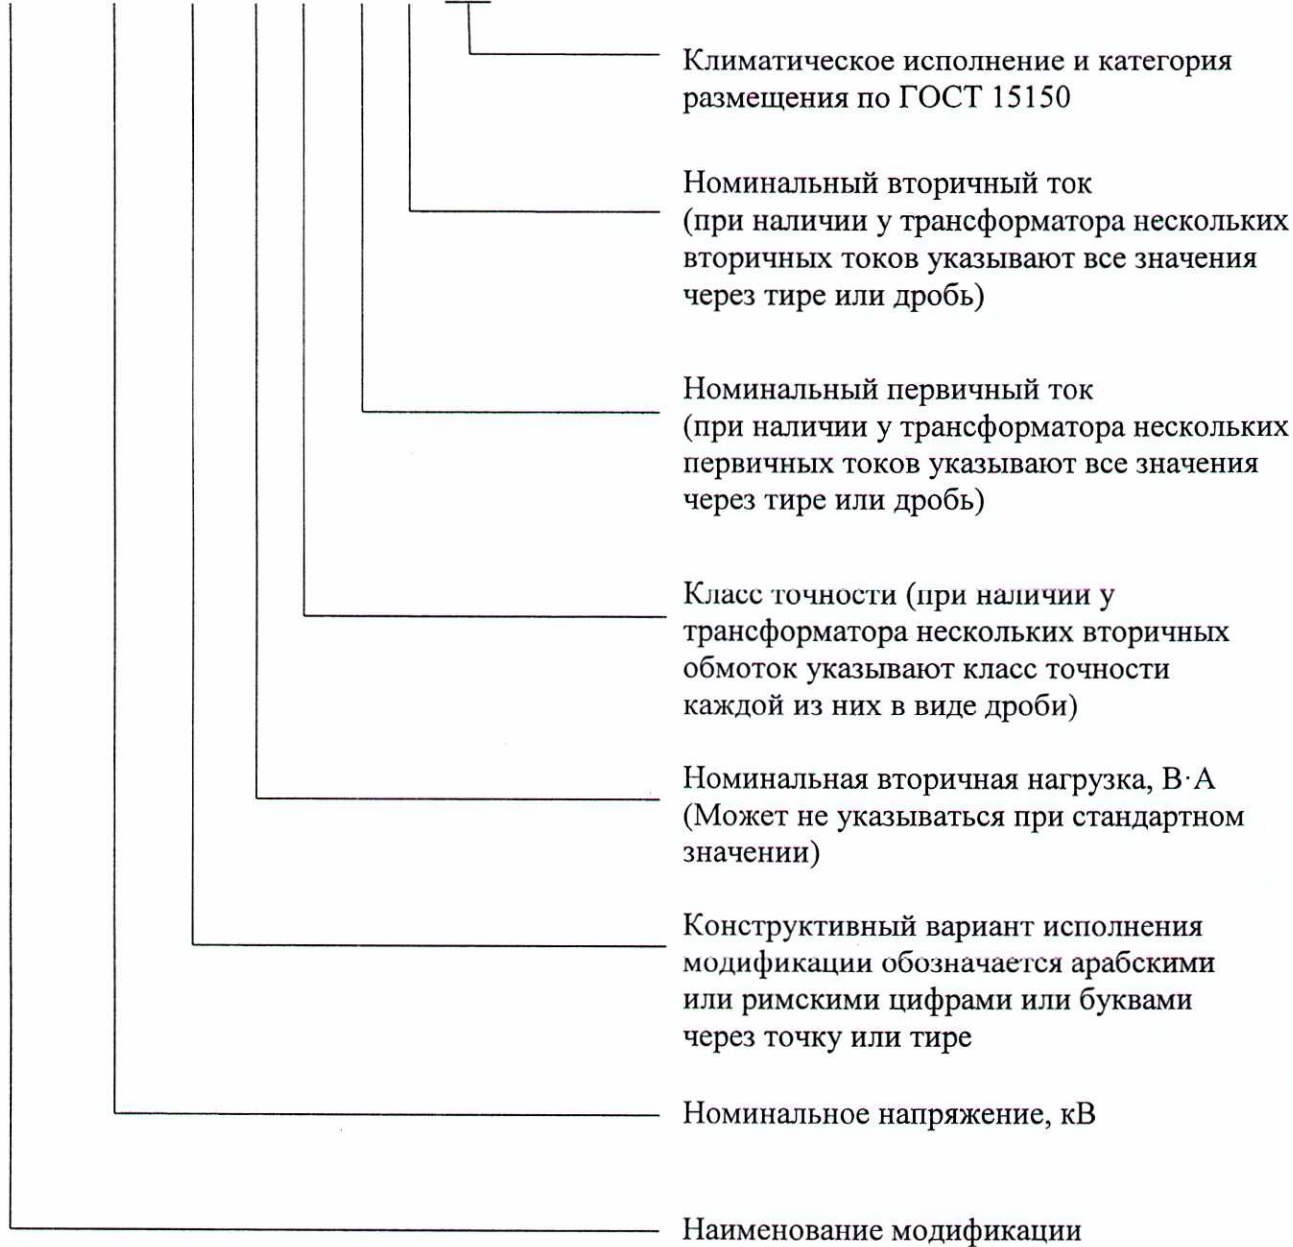 Климатическое исполнение и категория
размещения по ГОСТ 15150
Номинальный вторичный ток
(при наличии у трансформатора нескольких
вторичных токов указывают все значения
через тире или дробь)
Номинальный первичный ток
(при наличии у трансформатора нескольких
первичных токов указывают все значения
через тире или дробь)
Класс точности (при наличии у
трансформатора нескольких вторичных
обмоток указывают класс точности
каждой из них в виде дроби)
Номинальная вторичная нагрузка, В·А
(Может не указываться при стандартном
значении)
Конструктивный вариант исполнения
модификации обозначается арабскими
или римскими цифрами или буквами
через точку или тире
Номинальное напряжение, кВ
Наименование модификации